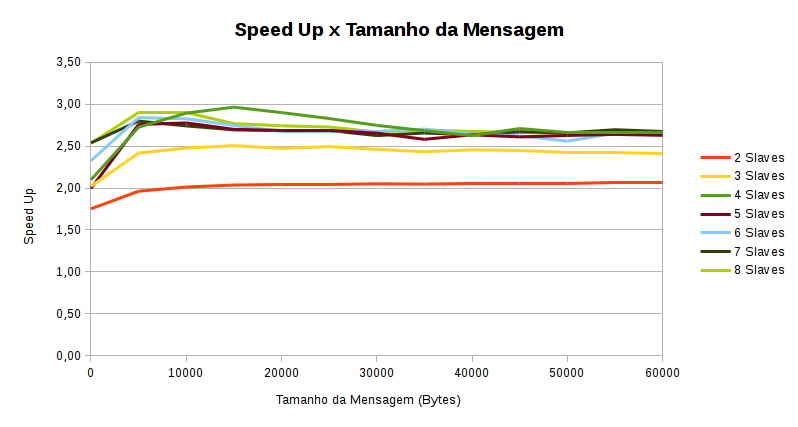 Speed Up x Tamanho da Mensagem
3,50
3,00
2,50
2,00
1,50
1,00
0,50
0,00
Speed Up
0
10000
20000
30000
40000
50000
60000
Tamanho da Mensagem (Bytes)
2 Slaves
3 Slaves
4 Slaves
5 Slaves
6 Slaves
7 Slaves
8 Slaves